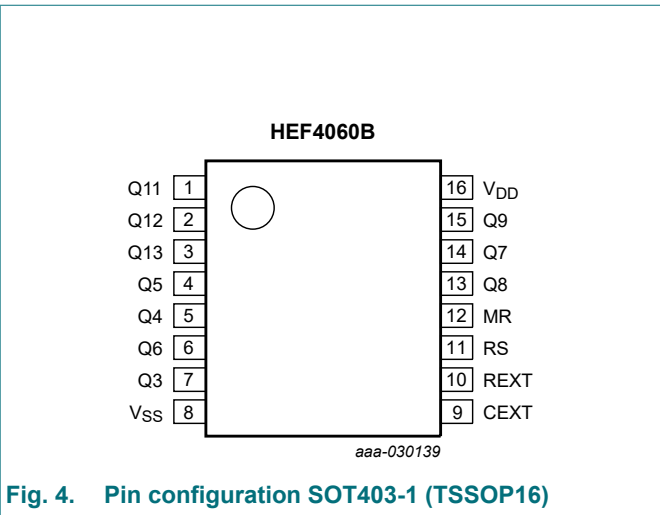 HEF4060B
Q11 1 16 VDD
Q12 2 15 Q9
Q13 3 14 Q7
Q5 4 13 Q8
Q4 5 12 MR
Q6 6 11 RS
Q3 7 10 REXT
VSS 8 9 CEXT
aaa-030139
Fig. 4. Pin configuration SOT403-1 (TSSOP16)